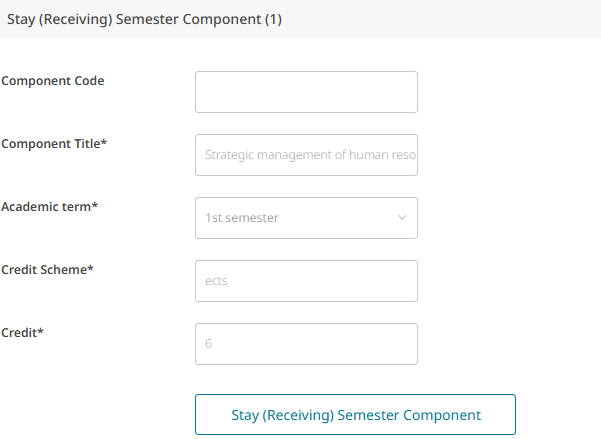 Stay (Receiving) Semester Component (1)
Component Code
Component Title*
Strategic management of human reso
Academic term*
1st semester
Credit Scheme*
ects
Credit*
6
Stay (Receiving) Semester Component